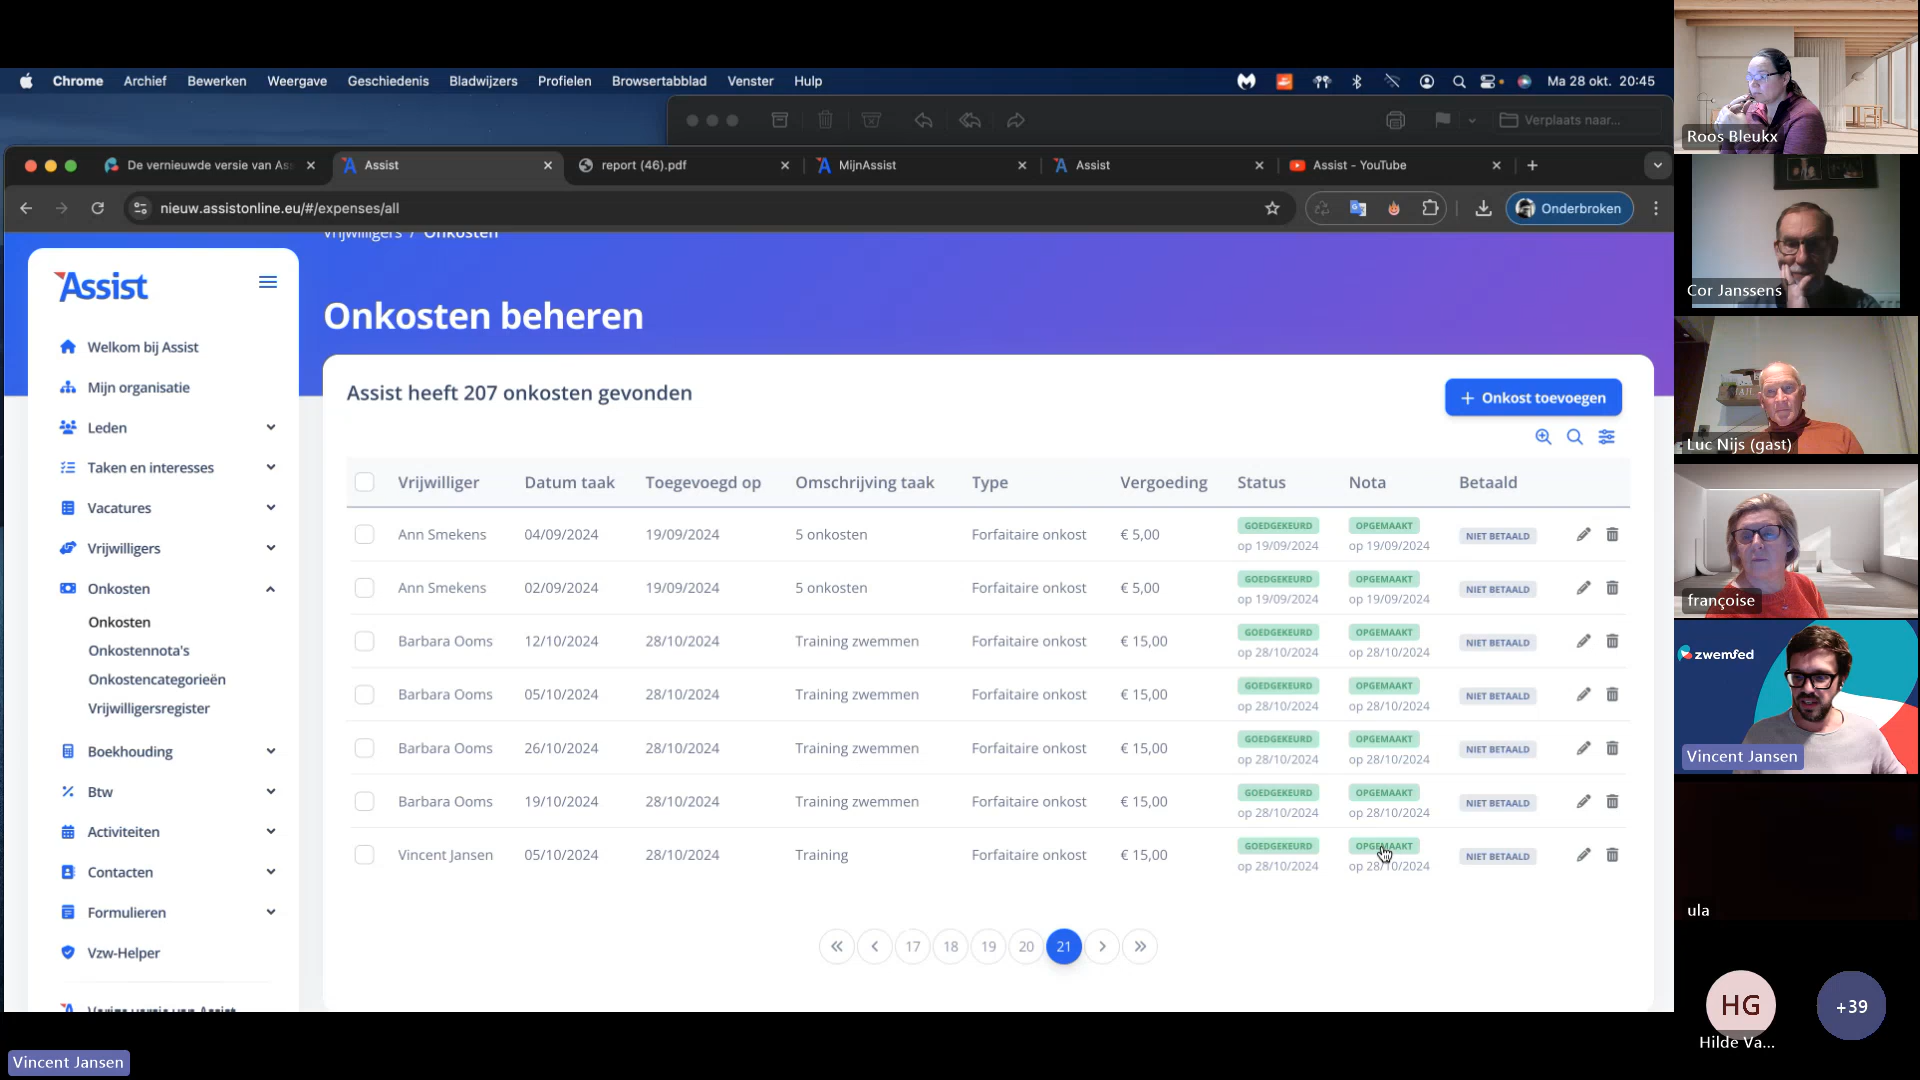 Chrome Archief Bewerken Weergave Geschiedenis Bladwijzers Profielen Browsertabblad Venster Hulp Ma 28 okt. 20:45
Verplaats naar...
De vernieuwde versie van As Assist report (46).pdf MijnAssist Assist Assist - YouTube
nieuw.assistonline.eu/#/expenses/all Onderbroken
Vrijwilligers / Onkosten
Assist
Onkosten beheren
Welkom bij Assist
Mijn organisatie
Leden
Taken en interesses
Vacatures
Vrijwilligers
Onkosten
Onkosten
Onkostennota's
Onkostencategorieën
Vrijwilligersregister
Boekhouding
Btw
Activiteiten
Contacten
Formulieren
Vzw-Helper
Assist heeft 207 onkosten gevonden
+ Onkost toevoegen
Vrijwilliger Datum taak Toegevoegd op Omschrijving taak Type Vergoeding Status Nota Betaald
Ann Smekens 04/09/2024 19/09/2024 5 onkosten Forfaitaire onkost € 5,00 GOEDGEKEURD op 19/09/2024 OPGEMAAKT op 19/09/2024 NIET BETAALD
Ann Smekens 02/09/2024 19/09/2024 5 onkosten Forfaitaire onkost € 5,00 GOEDGEKEURD op 19/09/2024 OPGEMAAKT op 19/09/2024 NIET BETAALD
Barbara Ooms 12/10/2024 28/10/2024 Training zwemmen Forfaitaire onkost € 15,00 GOEDGEKEURD op 28/10/2024 OPGEMAAKT op 28/10/2024 NIET BETAALD
Barbara Ooms 05/10/2024 28/10/2024 Training zwemmen Forfaitaire onkost € 15,00 GOEDGEKEURD op 28/10/2024 OPGEMAAKT op 28/10/2024 NIET BETAALD
Barbara Ooms 26/10/2024 28/10/2024 Training zwemmen Forfaitaire onkost € 15,00 GOEDGEKEURD op 28/10/2024 OPGEMAAKT op 28/10/2024 NIET BETAALD
Barbara Ooms 19/10/2024 28/10/2024 Training zwemmen Forfaitaire onkost € 15,00 GOEDGEKEURD op 28/10/2024 OPGEMAAKT op 28/10/2024 NIET BETAALD
Vincent Jansen 05/10/2024 28/10/2024 Training Forfaitaire onkost € 15,00 GOEDGEKEURD op 28/10/2024 OPGEMAAKT op 28/10/2024 NIET BETAALD
« ‹ 17 18 19 20 21 › »
Roos Bleukx
Cor Janssens
Luc Nijs (gast)
françoise
zwemfed
Vincent Jansen
ula
HG
+39
Hilde Va...
Vincent Jansen